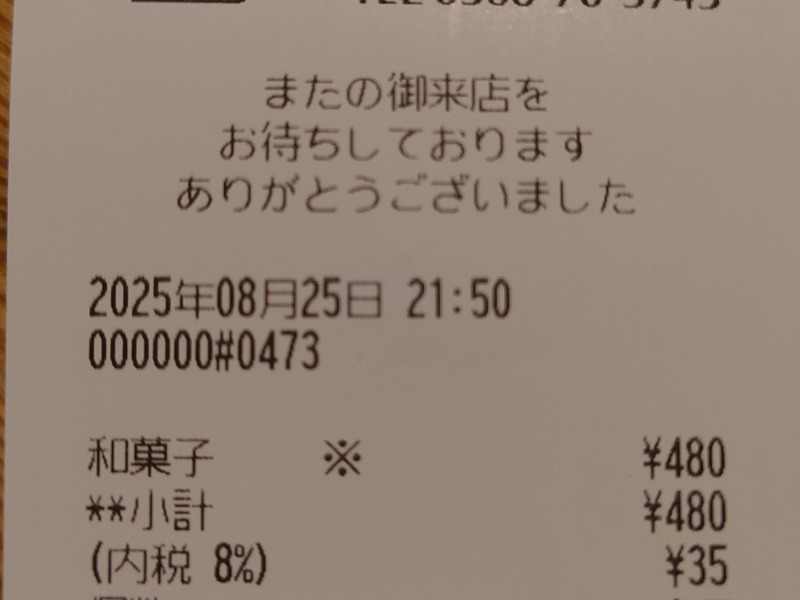 またの御来店を
お待ちしております
ありがとうございました
2025年08月25日 21:50
000000#0473
和菓子 ※ ¥480
**小計 ¥480
(内税 8%) ¥35